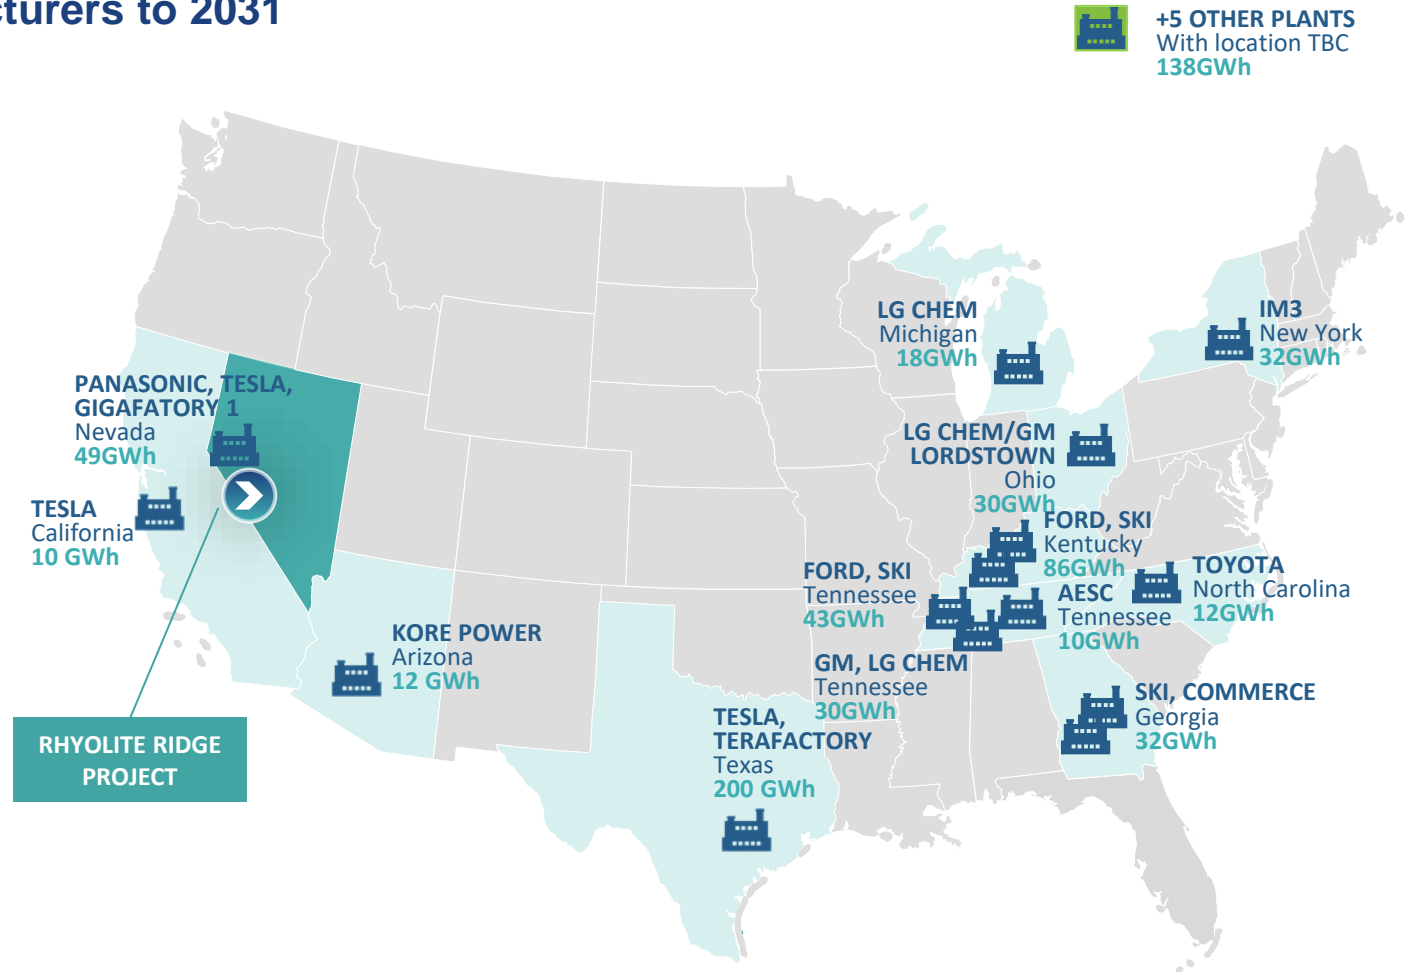 cturers to 2031
+5 OTHER PLANTS
With location TBC
138GWh
LG CHEM
Michigan
18GWh
IM3
New York
32GWh
PANASONIC, TESLA,
GIGAFATORY 1
Nevada
49GWh
LG CHEM/GM
LORDSTOWN
Ohio
30GWh
TESLA
California
10 GWh
FORD, SKI
Kentucky
86GWh
FORD, SKI
Tennessee
43GWh
AESC
Tennessee
10GWh
TOYOTA
North Carolina
12GWh
KORE POWER
Arizona
12 GWh
GM, LG CHEM
Tennessee
30GWh
SKI, COMMERCE
Georgia
32GWh
TESLA,
TERAFACTORY
Texas
200 GWh
RHYOLITE RIDGE
PROJECT